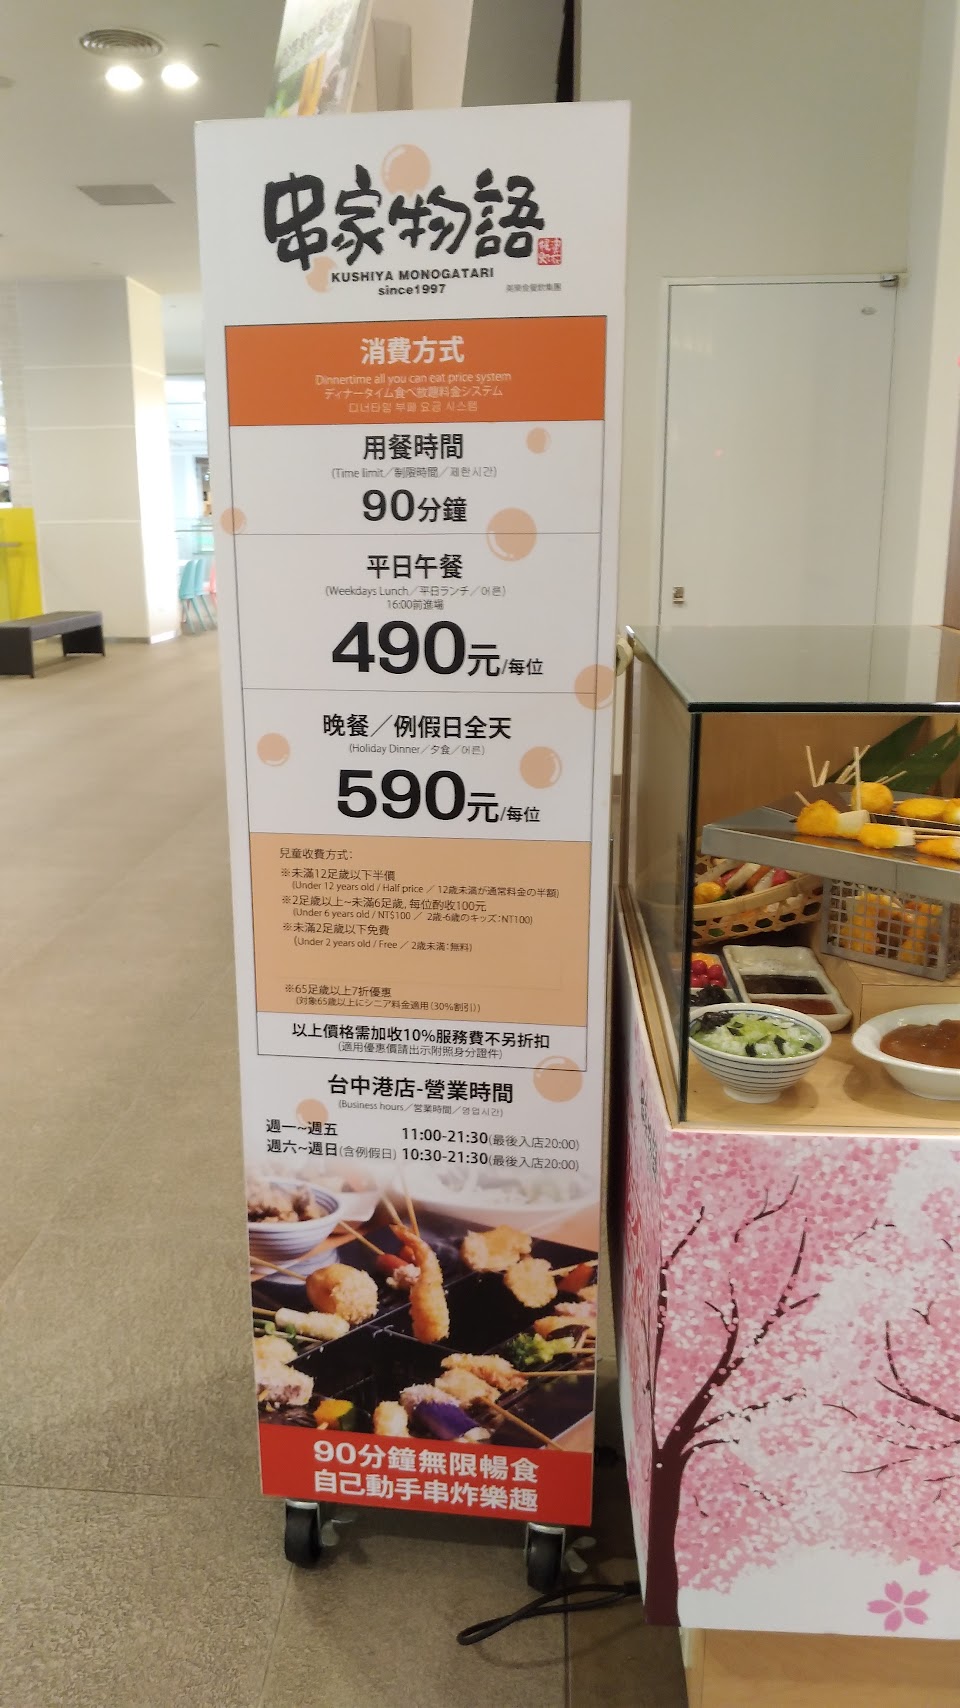 串家物語
KUSHIYA MONOGATARI
since1997
消費方式
Dinnertime all you can eat price system
ディナータイム食べ放題料金システム
디너타임 부페 요금 시스템
用餐時間
(Time limit／制限時間／제한시간)
90分鐘
平日午餐
(Weekdays Lunch／平日ランチ／어른)
16:00前進場
490元/每位
晚餐／例假日全天
(Holiday Dinner／夕食／어른)
590元/每位
兒童收費方式:
※未滿12足歲以下半價
(Under 12 years old / Half price ／ 12歳未満が通常料金の半額)
※2足歲以上~未滿6足歲, 每位酌收100元
(Under 6 years old / NT$100 ／ 2歳-6歳のキッズ:NT100)
※未滿2足歲以下免費
(Under 2 years old / Free ／ 2歳未満:無料)
※65足歲以上7折優惠
(対象65歳以上にシニア料金適用(30%割引))
以上價格需加收10%服務費不另折扣
(適用優惠價請出示附照身分證件)
台中港店-營業時間
(Business hours／営業時間／영업시간)
週一~週五 11:00-21:30(最後入店20:00)
週六~週日(含例假日) 10:30-21:30(最後入店20:00)
90分鐘無限暢食
自己動手串炸樂趣